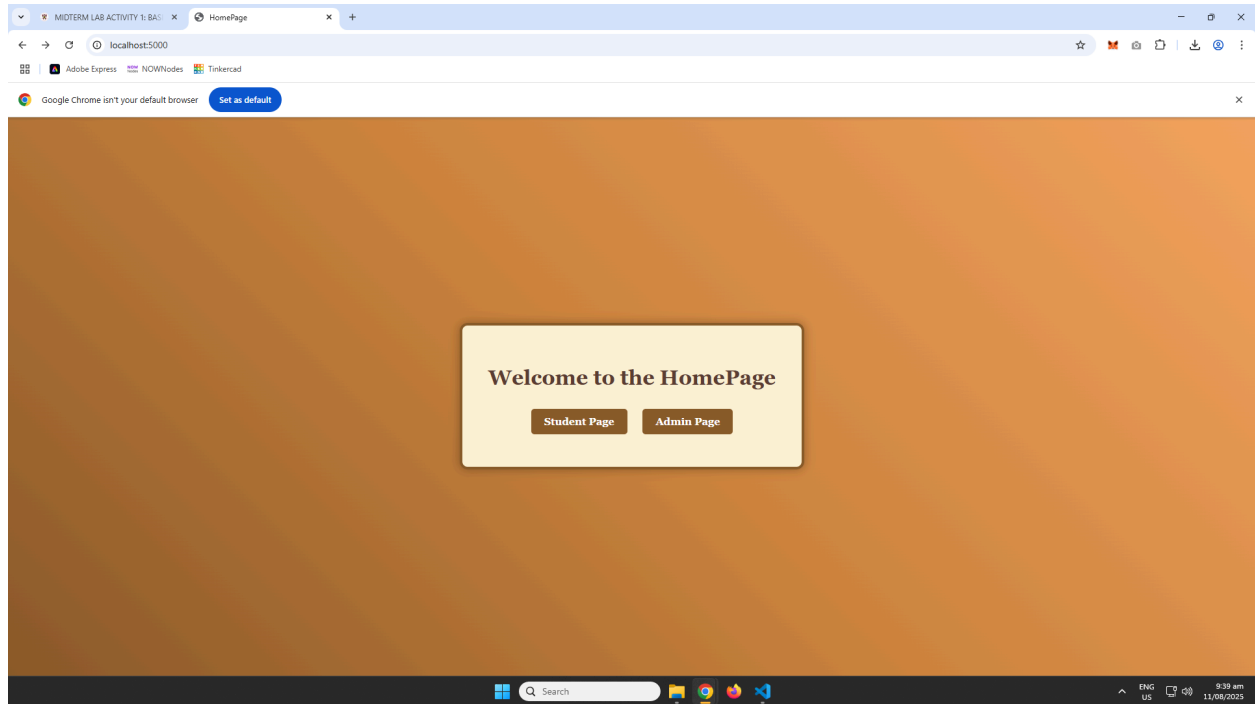 MIDTERM LAB ACTIVITY 1: BAS
HomePage
localhost:5000
Adobe Express
NOWNodes
Tinkercad
Google Chrome isn't your default browser
Set as default
Welcome to the HomePage
Student Page
Admin Page
Search
ENG
US
9:39 am
11/08/2025